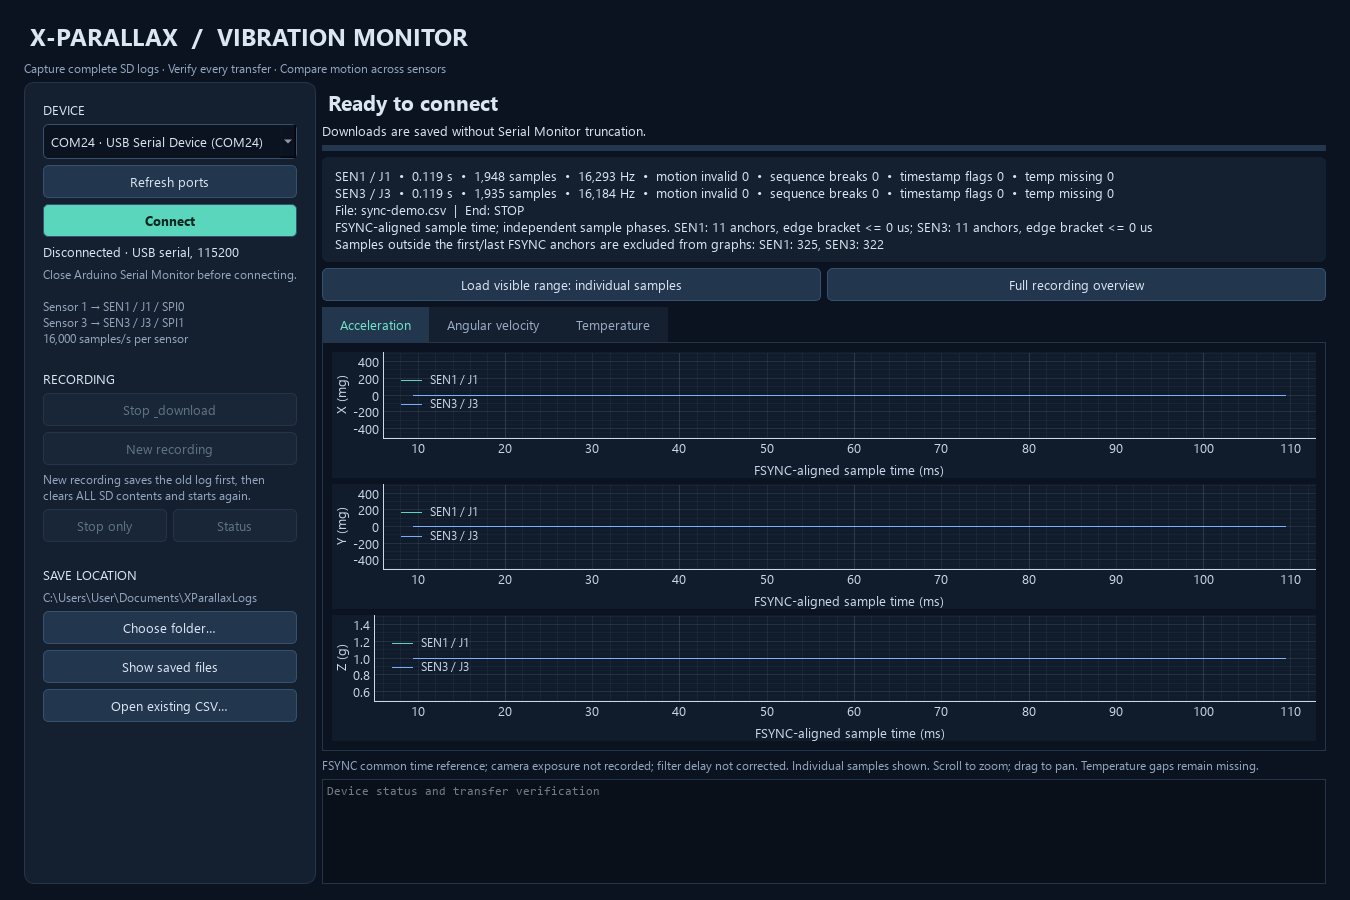 X-PARALLAX / VIBRATION MONITOR
Capture complete SD logs · Verify every transfer · Compare motion across sensors
DEVICE
COM24 · USB Serial Device (COM24)
Refresh ports
Connect
Disconnected · USB serial, 115200
Close Arduino Serial Monitor before connecting.
Sensor 1 → SEN1 / J1 / SPI0
Sensor 3 → SEN3 / J3 / SPI1
16,000 samples/s per sensor
RECORDING
Stop _download
New recording
New recording saves the old log first, then
clears ALL SD contents and starts again.
Stop only
Status
SAVE LOCATION
C:\Users\User\Documents\XParallaxLogs
Choose folder...
Show saved files
Open existing CSV...
Ready to connect
Downloads are saved without Serial Monitor truncation.
SEN1 / J1 • 0.119 s • 1,948 samples • 16,293 Hz • motion invalid 0 • sequence breaks 0 • timestamp flags 0 • temp missing 0
SEN3 / J3 • 0.119 s • 1,935 samples • 16,184 Hz • motion invalid 0 • sequence breaks 0 • timestamp flags 0 • temp missing 0
File: sync-demo.csv | End: STOP
FSYNC-aligned sample time; independent sample phases. SEN1: 11 anchors, edge bracket <= 0 us; SEN3: 11 anchors, edge bracket <= 0 us
Samples outside the first/last FSYNC anchors are excluded from graphs: SEN1: 325, SEN3: 322
Load visible range: individual samples
Full recording overview
Acceleration
Angular velocity
Temperature
X (mg)
400
200
0
-200
-400
SEN1 / J1
SEN3 / J3
10 20 30 40 50 60 70 80 90 100 110
FSYNC-aligned sample time (ms)
Y (mg)
400
200
0
-200
-400
SEN1 / J1
SEN3 / J3
10 20 30 40 50 60 70 80 90 100 110
FSYNC-aligned sample time (ms)
Z (g)
1.4
1.2
1.0
0.8
0.6
SEN1 / J1
SEN3 / J3
10 20 30 40 50 60 70 80 90 100 110
FSYNC-aligned sample time (ms)
FSYNC common time reference; camera exposure not recorded; filter delay not corrected. Individual samples shown. Scroll to zoom; drag to pan. Temperature gaps remain missing.
Device status and transfer verification